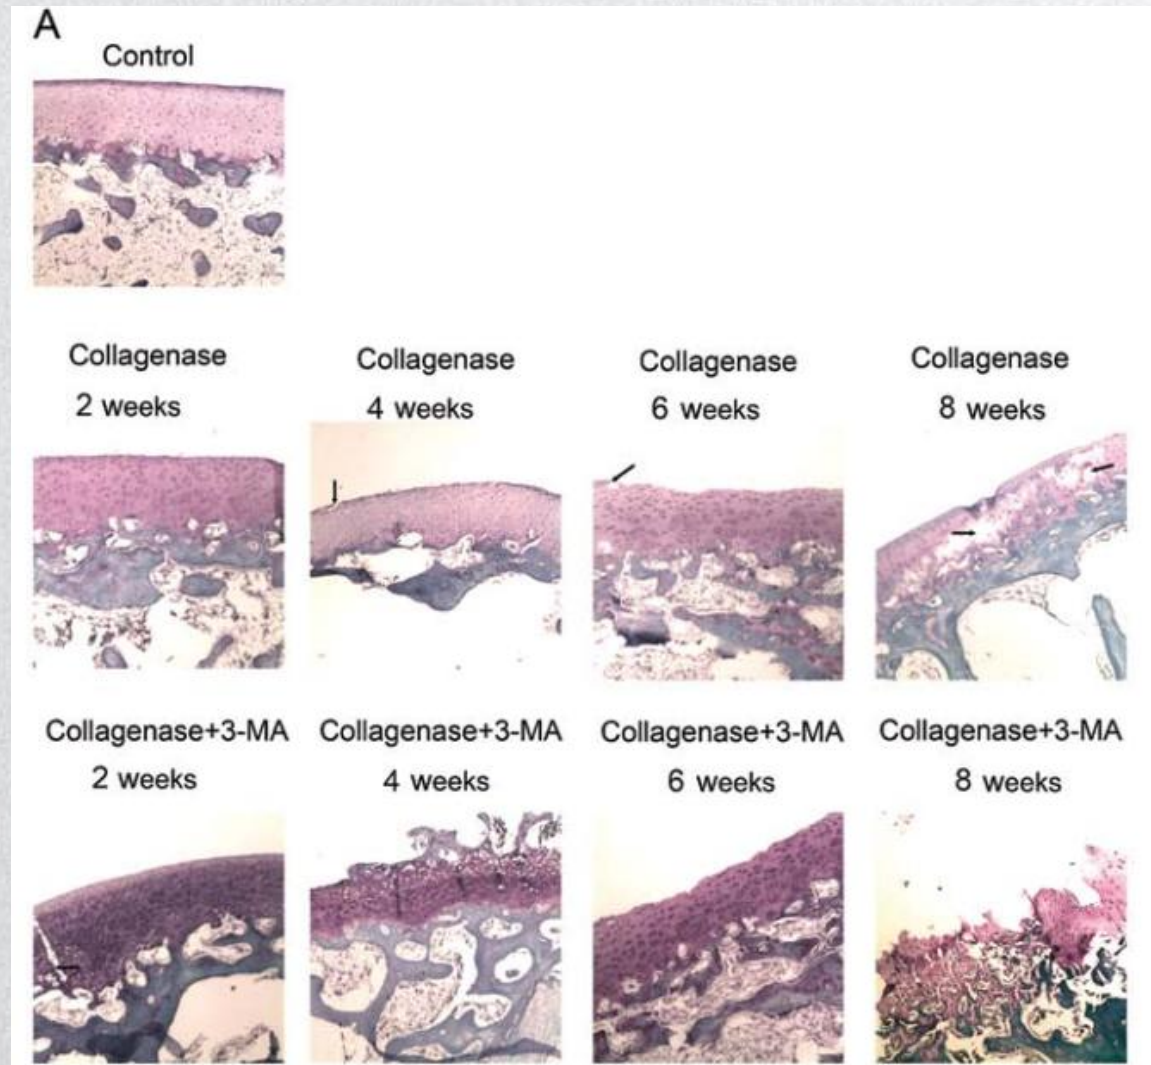 A
Control
Collagenase Collagenase Collagenase Collagenase
2 weeks 4 weeks 6 weeks 8 weeks
Collagenase+3-MA Collagenase+3-MA Collagenase+3-MA Collagenase+3-MA
2 weeks 4 weeks 6 weeks 8 weeks